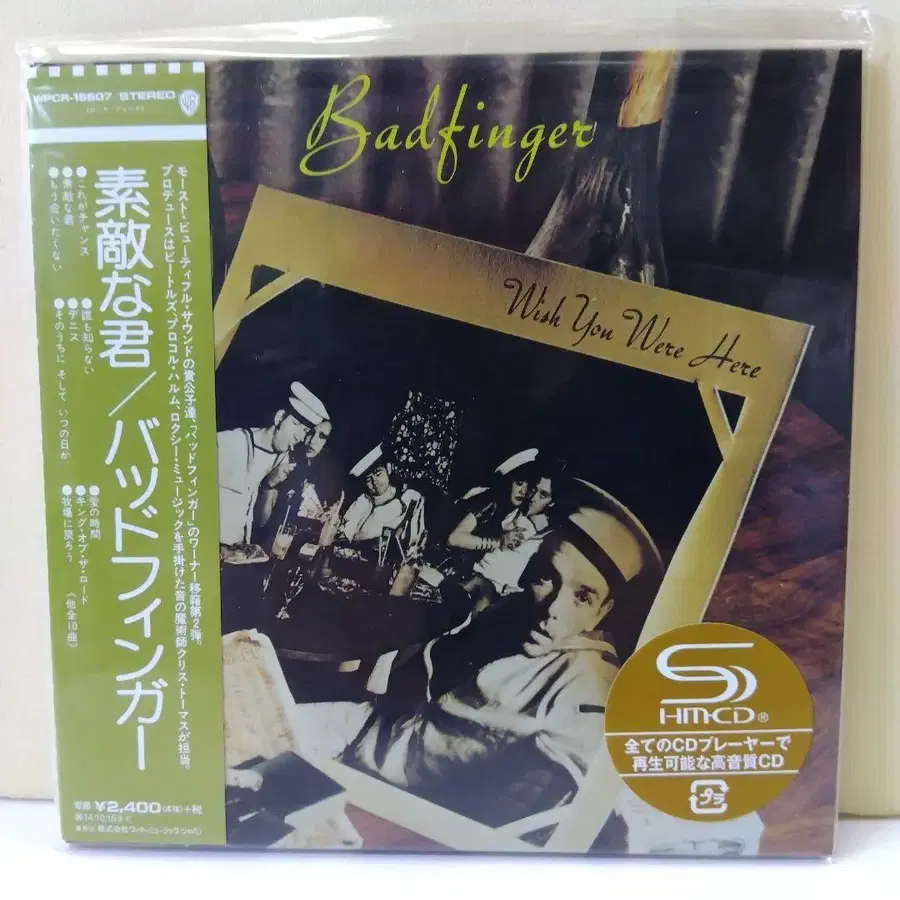 WPCR-15607/STEREO
素敵な君/バッドフィンガー
モースト・ビューティフル・サウンドの貴公子達、「バッドフィンガー」のワーナー移籍第2弾。
プロデュースはビートルズ、プロコル・ハルム、ロクシー・ミュージックを手掛けた音の魔術師クリス・トーマスが担当。
●これがチャンス
●素敵な君
●もう会いたくない
●誰も知らない
●デニス
●そのうちに そして いつの日か
●愛の時間
●キング・オブ・ザ・ロード
●牧場に戻ろう
《他全10曲》
定価 ¥2,400(本体)+税
Badfinger
Wish You Were Here
SHM-CD®
全てのCDプレーヤーで
再生可能な高音質CD
プラ